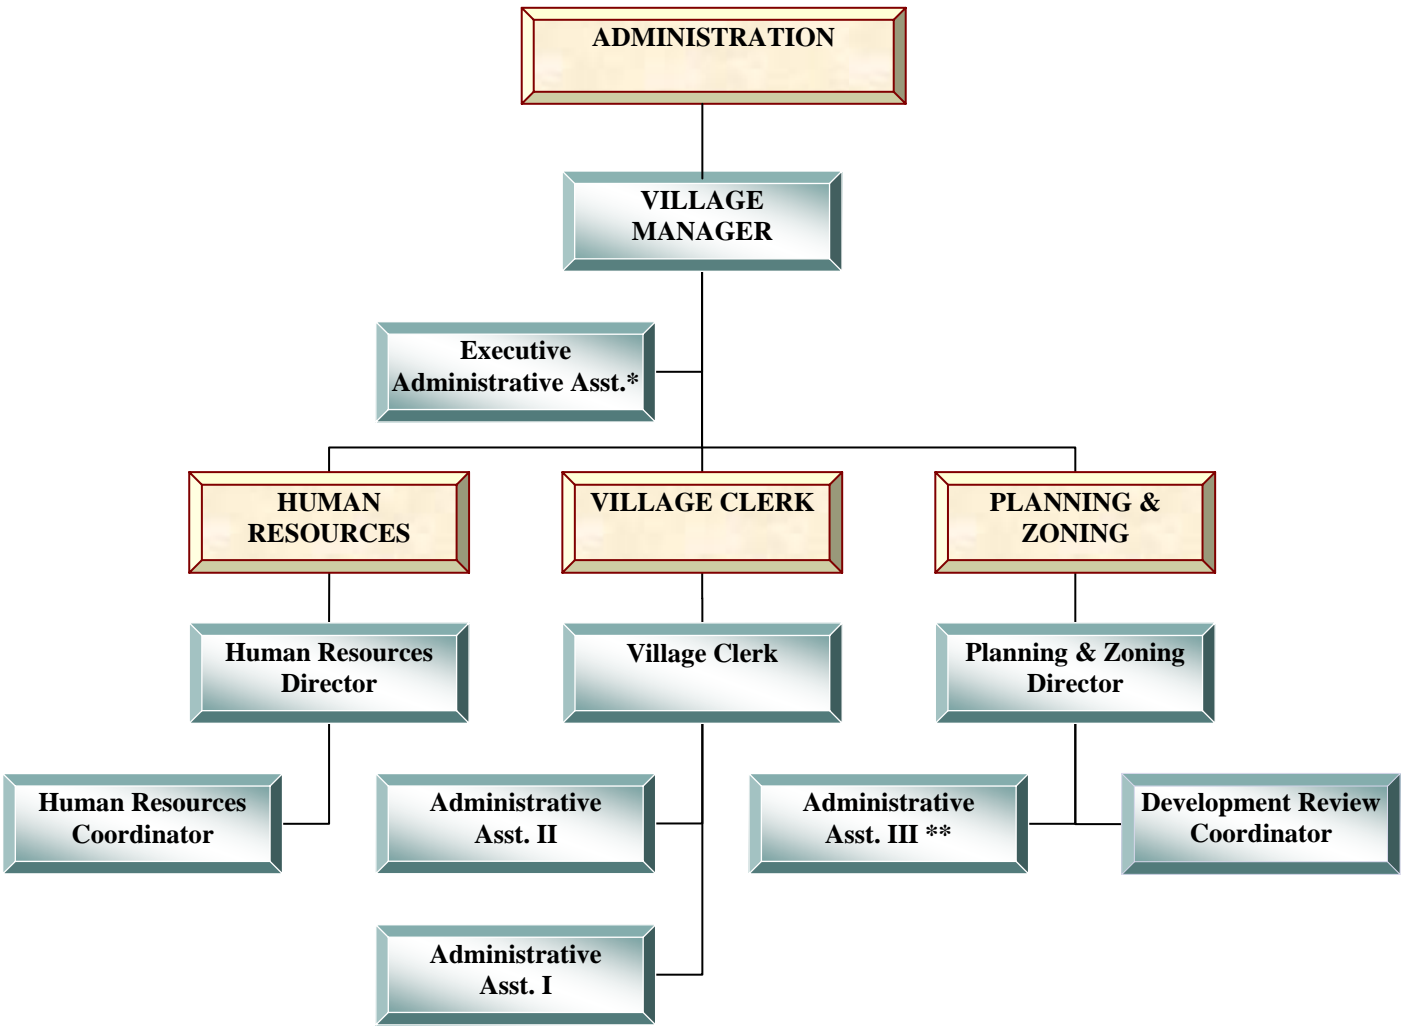 ADMINISTRATION
VILLAGE
MANAGER
Executive
Administrative Asst.*
HUMAN
RESOURCES
VILLAGE CLERK
PLANNING &
ZONING
Human Resources
Director
Village Clerk
Planning & Zoning
Director
Human Resources
Coordinator
Administrative
Asst. II
Administrative
Asst. III **
Development Review
Coordinator
Administrative
Asst. I